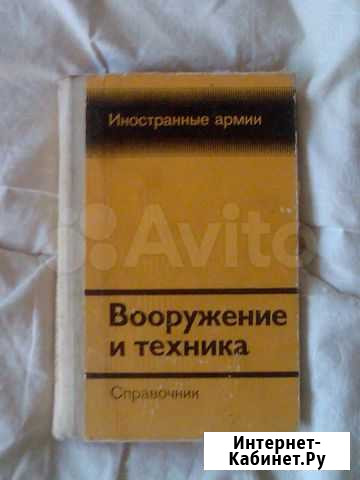 Иностранные армии
Avito
Вооружение
и техника
Справочник
Интернет-
Кабинет.Ру